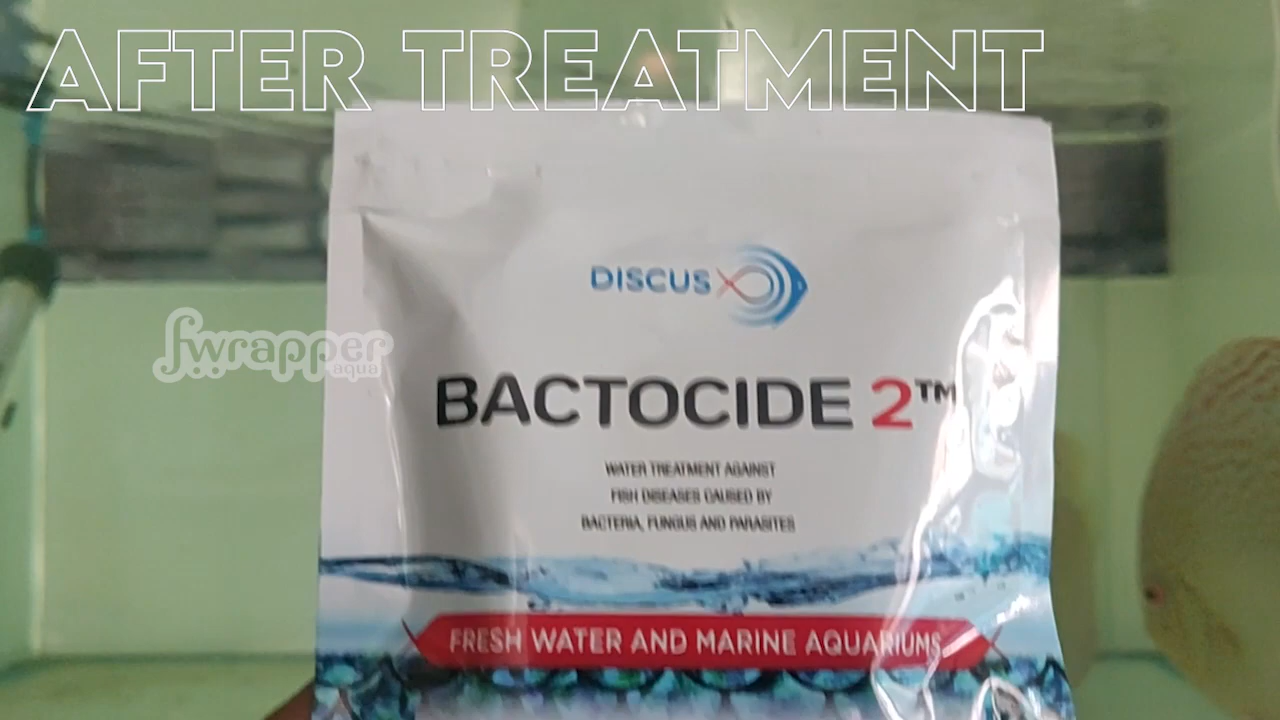 AFTER TREATMENT
DISCUS
fwrapper
aqua
BACTOCIDE 2™
WATER TREATMENT AGAINST
FISH DISEASES CAUSED BY
BACTERIA, FUNGUS AND PARASITES
FRESH WATER AND MARINE AQUARIUMS